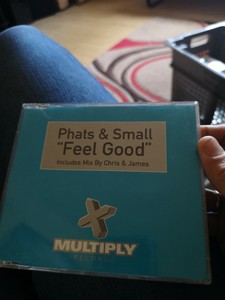 Phats & Small
"Feel Good"
Includes Mix By Chris & James
MULTIPLY